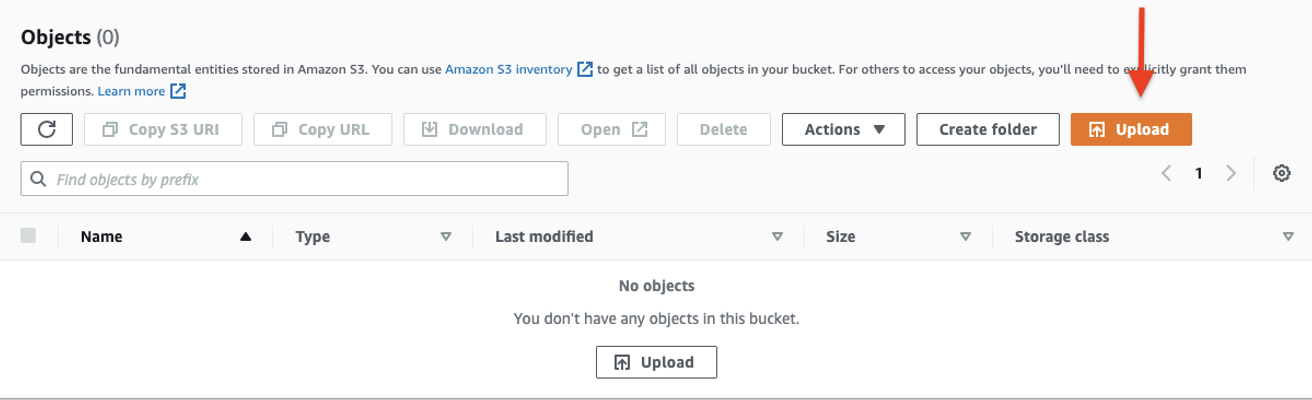 Objects (0)
Objects are the fundamental entities stored in Amazon S3. You can use Amazon S3 inventory to get a list of all objects in your bucket. For others to access your objects, you'll need to explicitly grant them
permissions. Learn more
Copy S3 URI Copy URL Download Open Delete Actions Create folder Upload
Find objects by prefix 1
Name Type Last modified Size Storage class
No objects
You don't have any objects in this bucket.
Upload